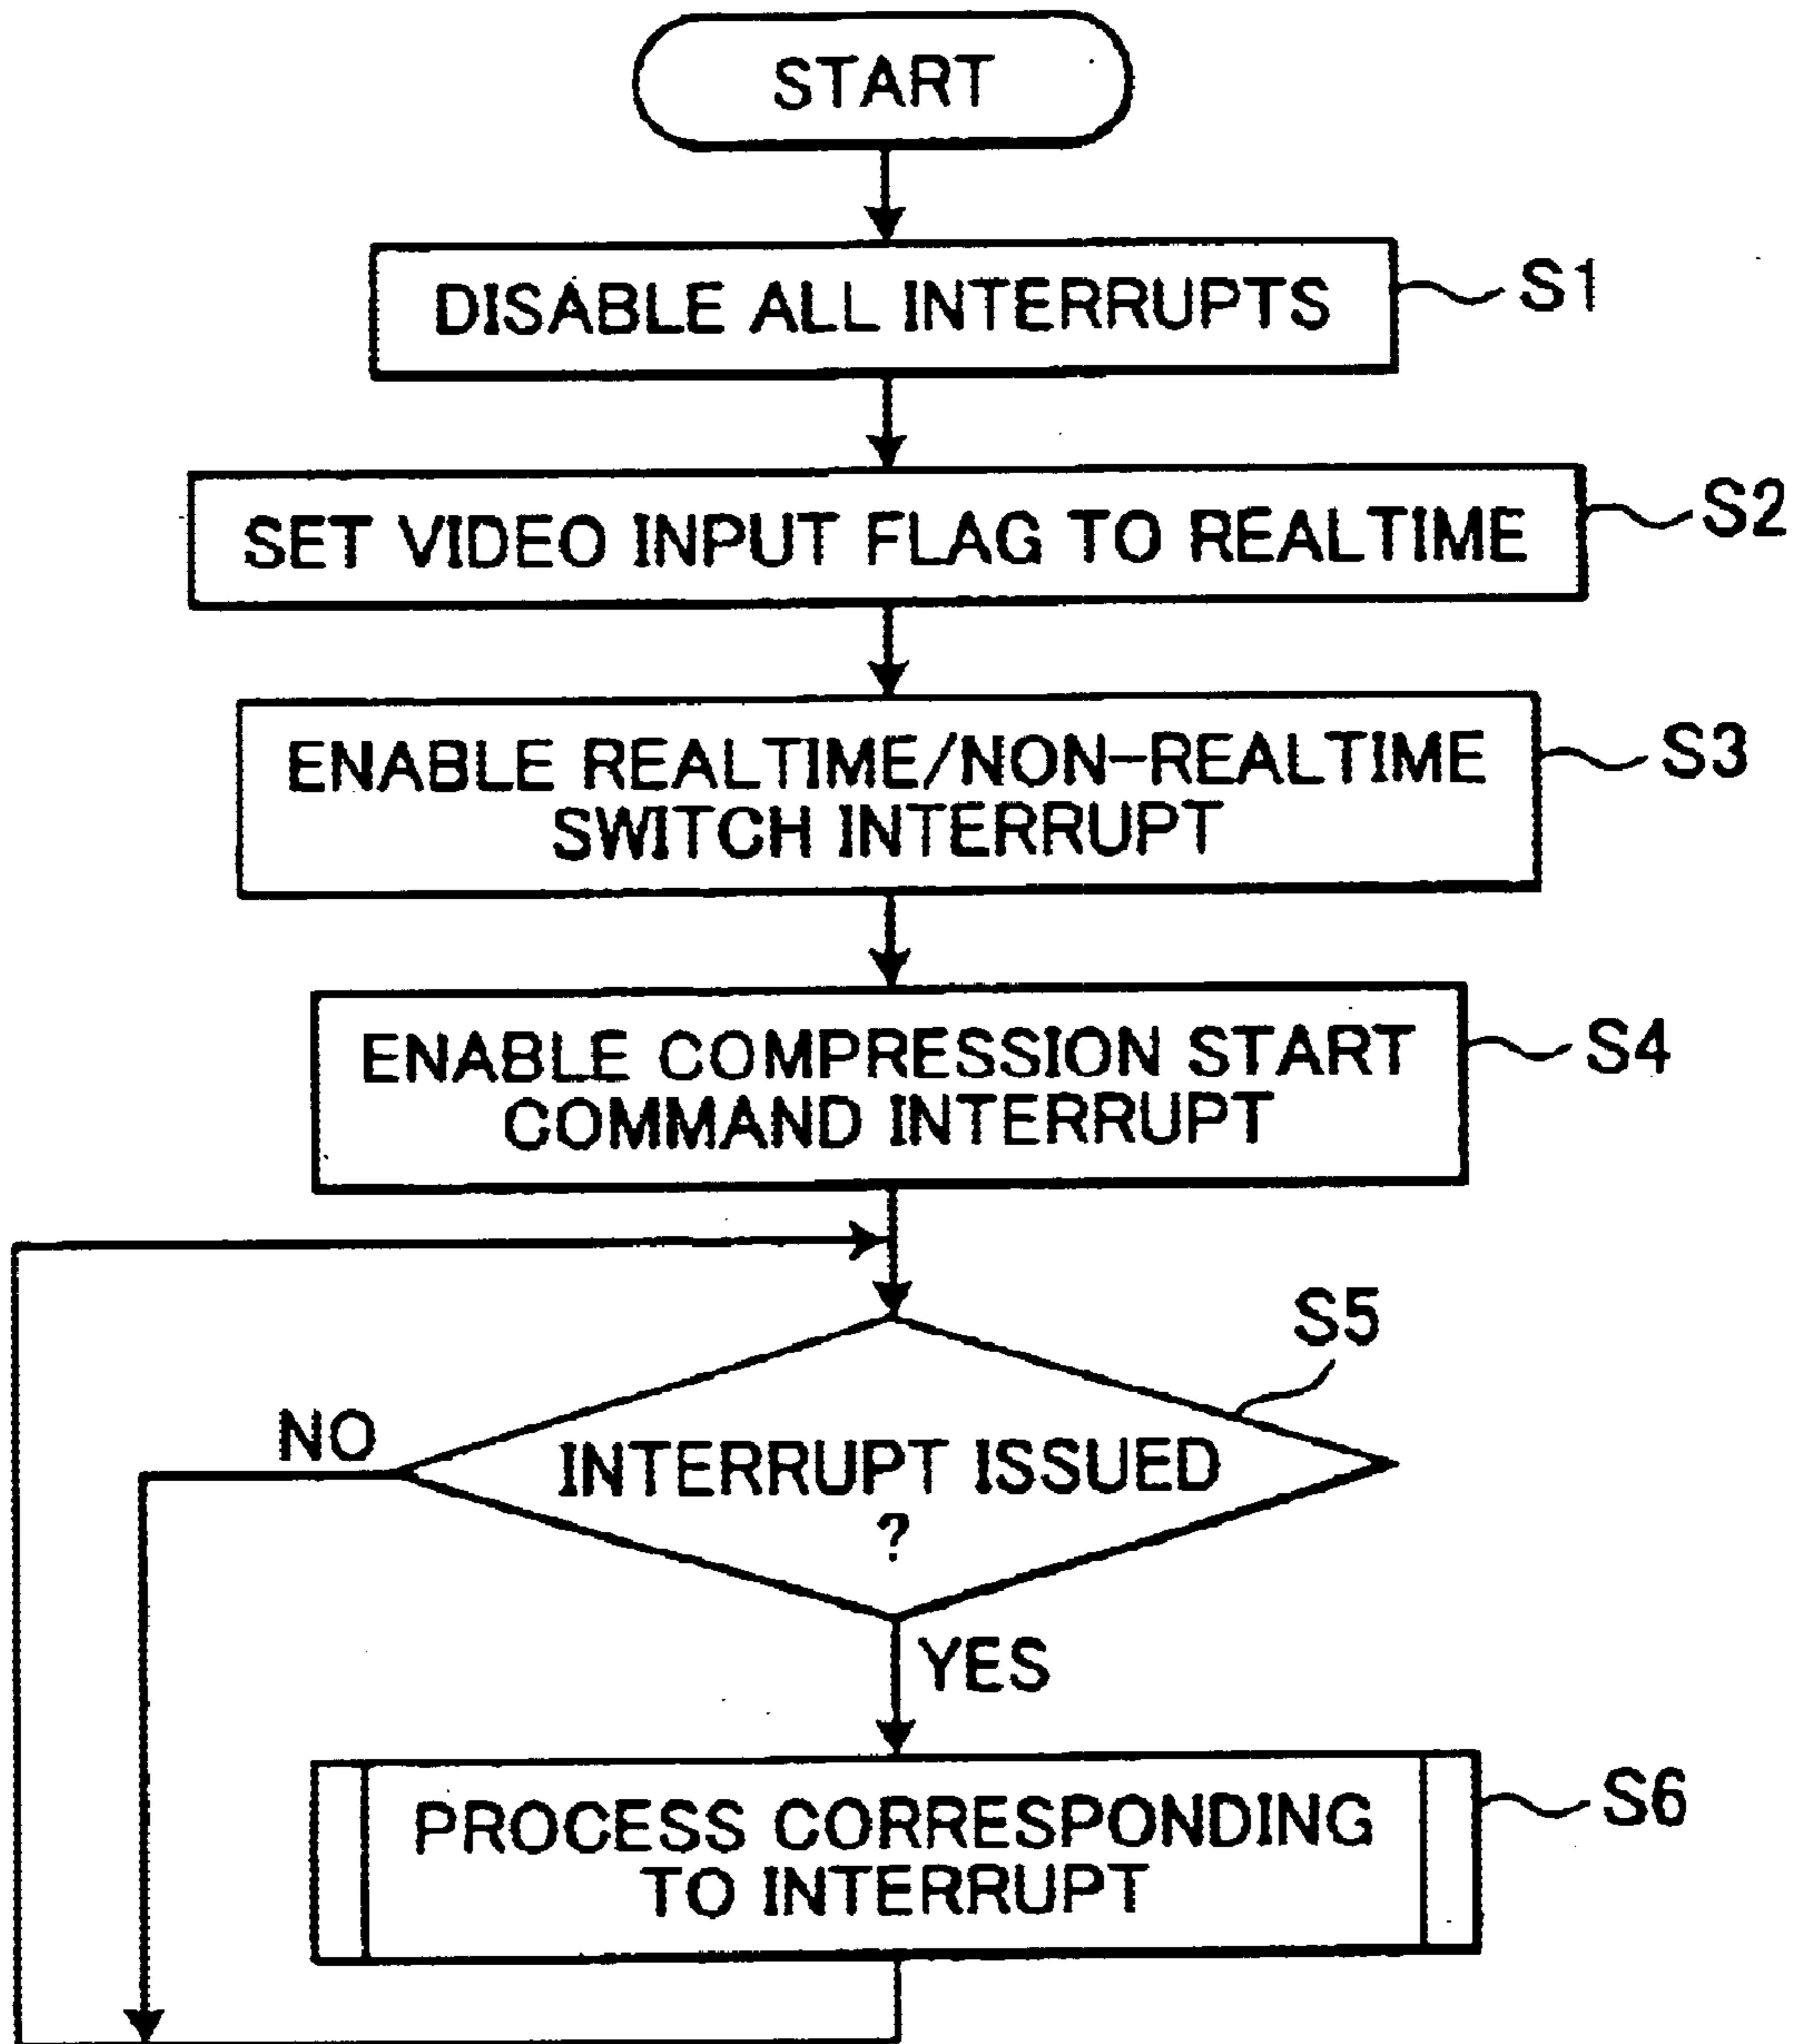 START
DISABLE ALL INTERRUPTS
S1
SET VIDEO INPUT FLAG TO REALTIME
S2
ENABLE REALTIME/NON-REALTIME
SWITCH INTERRUPT
S3
ENABLE COMPRESSION START
COMMAND INTERRUPT
S4
S5
NO
INTERRUPT ISSUED
?
YES
PROCESS CORRESPONDING
TO INTERRUPT
S6